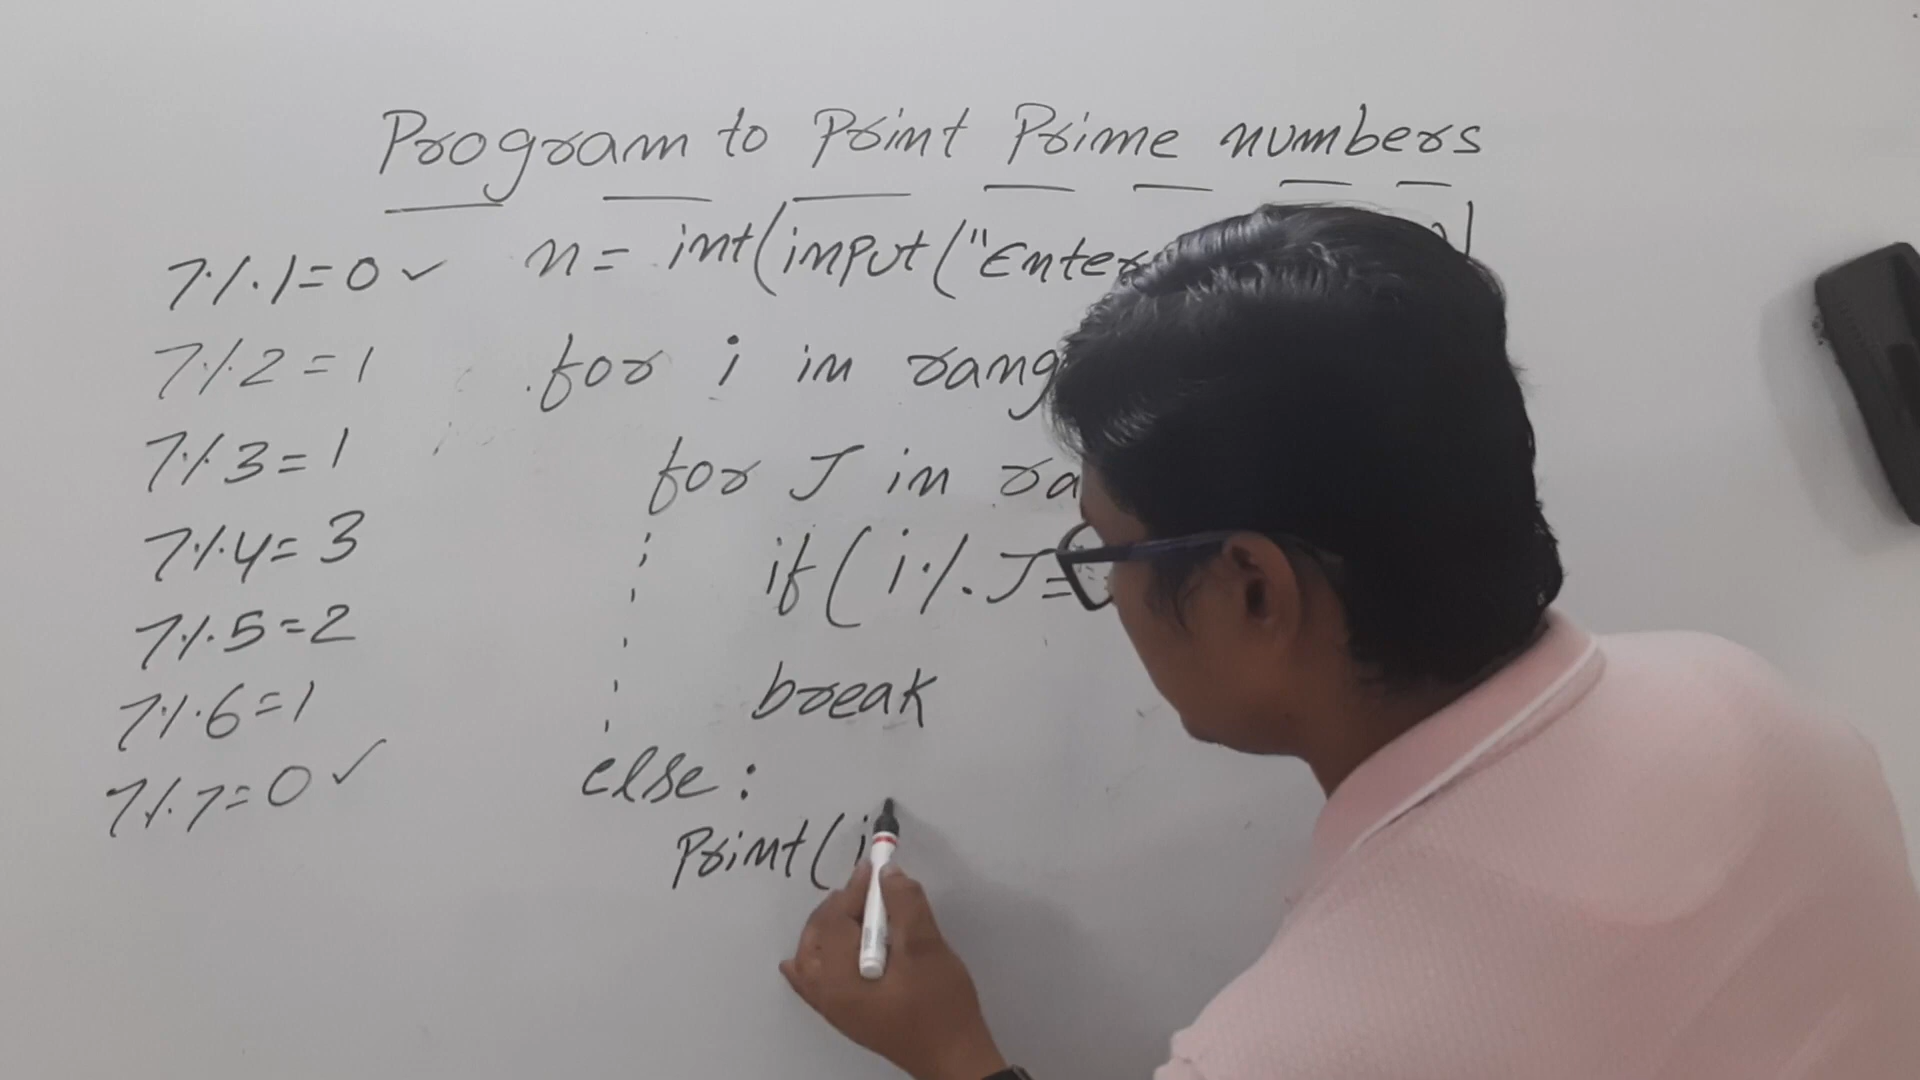 Program to Print Prime numbers
7%1=0✓
7%2=1
7%3=1
7%4=3
7%5=2
7%6=1
7%7=0✓
n= int(input("Enter
for i in rang
for J in ra
if(i%J=
break
else:
Print(i